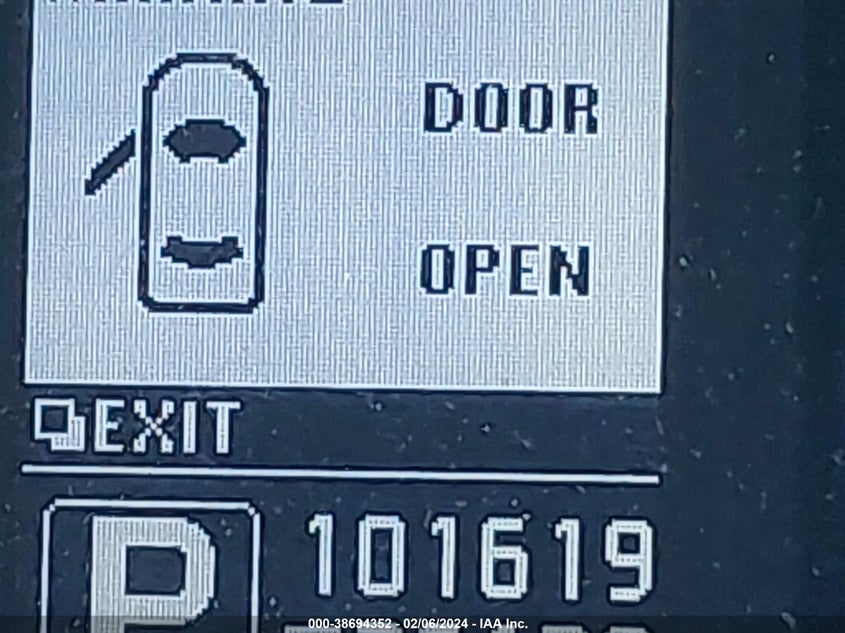 DOOR
OPEN
EXIT
P
101619
000-38694352 - 02/06/2024 - IAA Inc.